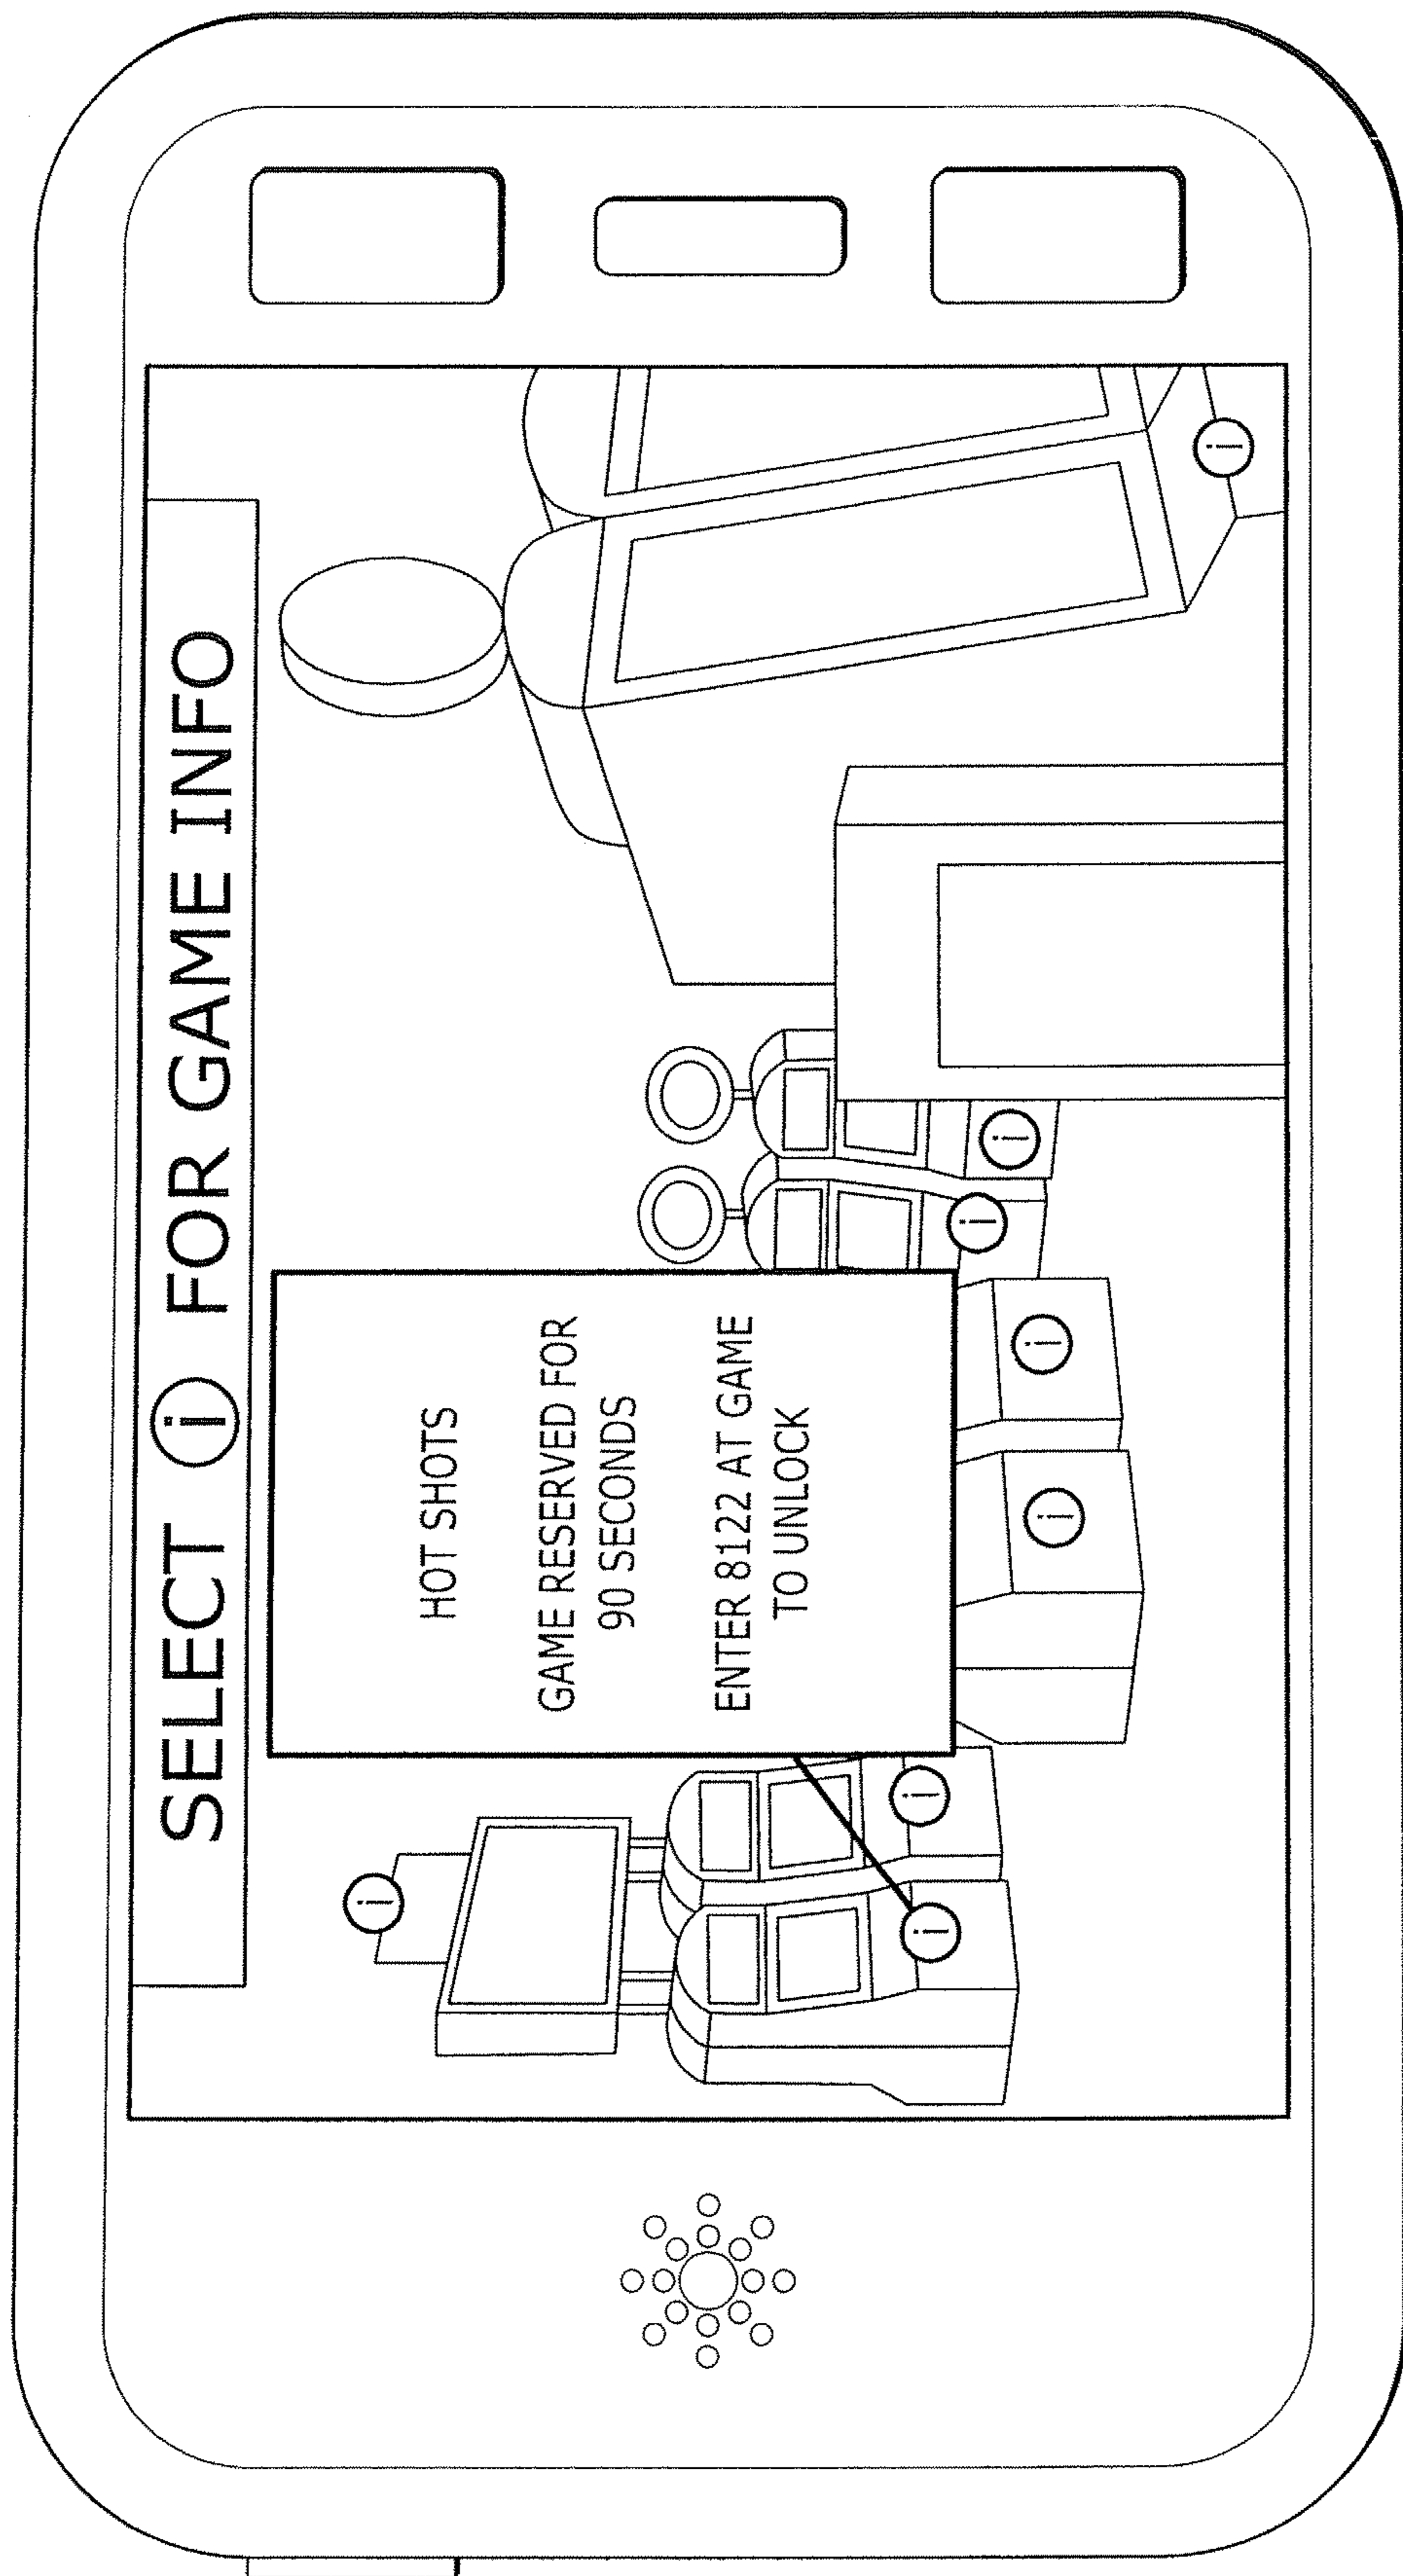 SELECT i FOR GAME INFO
HOT SHOTS
GAME RESERVED FOR
90 SECONDS
ENTER 8122 AT GAME
TO UNLOCK
i
i
i
i
i
i
i
i